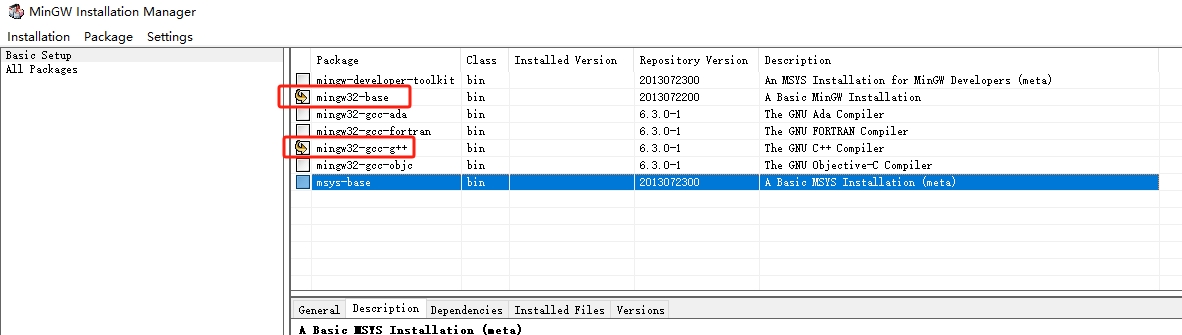 MinGW Installation Manager
Installation Package Settings
Basic Setup
All Packages
Package Class Installed Version Repository Version Description
mingw-developer-toolkit bin 2013072300 An MSYS Installation for MinGW Developers (meta)
mingw32-base bin 2013072200 A Basic MinGW Installation
mingw32-gcc-ada bin 6.3.0-1 The GNU Ada Compiler
mingw32-gcc-fortran bin 6.3.0-1 The GNU FORTRAN Compiler
mingw32-gcc-g++ bin 6.3.0-1 The GNU C++ Compiler
mingw32-gcc-objc bin 6.3.0-1 The GNU Objective-C Compiler
msys-base bin 2013072300 A Basic MSYS Installation (meta)
General Description Dependencies Installed Files Versions
A Basic MSYS Installation (meta)